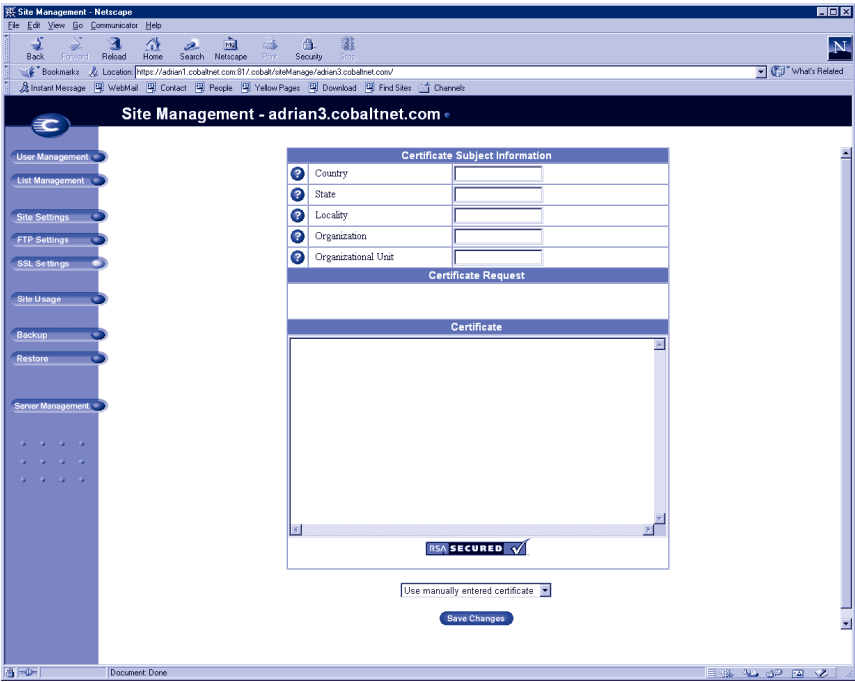 Site Management - Netscape
File Edit View Go Communicator Help
Back Forward Reload Home Search Netscape Print Security Stop
Bookmarks Location: https://adrian1.cobaltnet.com:81/.cobalt/siteManage/adrian3.cobaltnet.com/ What's Related
Instant Message WebMail Contact People Yellow Pages Download Find Sites Channels
Site Management - adrian3.cobaltnet.com
User Management
List Management
Site Settings
FTP Settings
SSL Settings
Site Usage
Backup
Restore
Server Management
Certificate Subject Information
Country
State
Locality
Organization
Organizational Unit
Certificate Request
Certificate
RSA SECURED
Use manually entered certificate
Save Changes
Document: Done